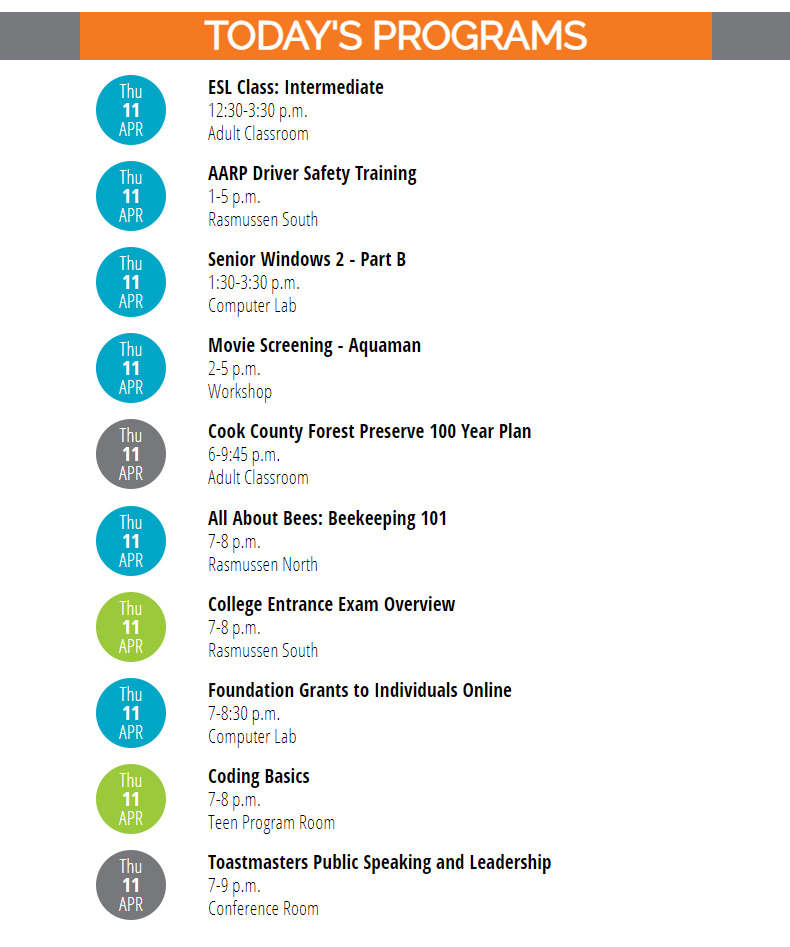 TODAY'S PROGRAMS
Thu
11
APR
ESL Class: Intermediate
12:30-3:30 p.m.
Adult Classroom
Thu
11
APR
AARP Driver Safety Training
1-5 p.m.
Rasmussen South
Thu
11
APR
Senior Windows 2 - Part B
1:30-3:30 p.m.
Computer Lab
Thu
11
APR
Movie Screening - Aquaman
2-5 p.m.
Workshop
Thu
11
APR
Cook County Forest Preserve 100 Year Plan
6-9:45 p.m.
Adult Classroom
Thu
11
APR
All About Bees: Beekeeping 101
7-8 p.m.
Rasmussen North
Thu
11
APR
College Entrance Exam Overview
7-8 p.m.
Rasmussen South
Thu
11
APR
Foundation Grants to Individuals Online
7-8:30 p.m.
Computer Lab
Thu
11
APR
Coding Basics
7-8 p.m.
Teen Program Room
Thu
11
APR
Toastmasters Public Speaking and Leadership
7-9 p.m.
Conference Room